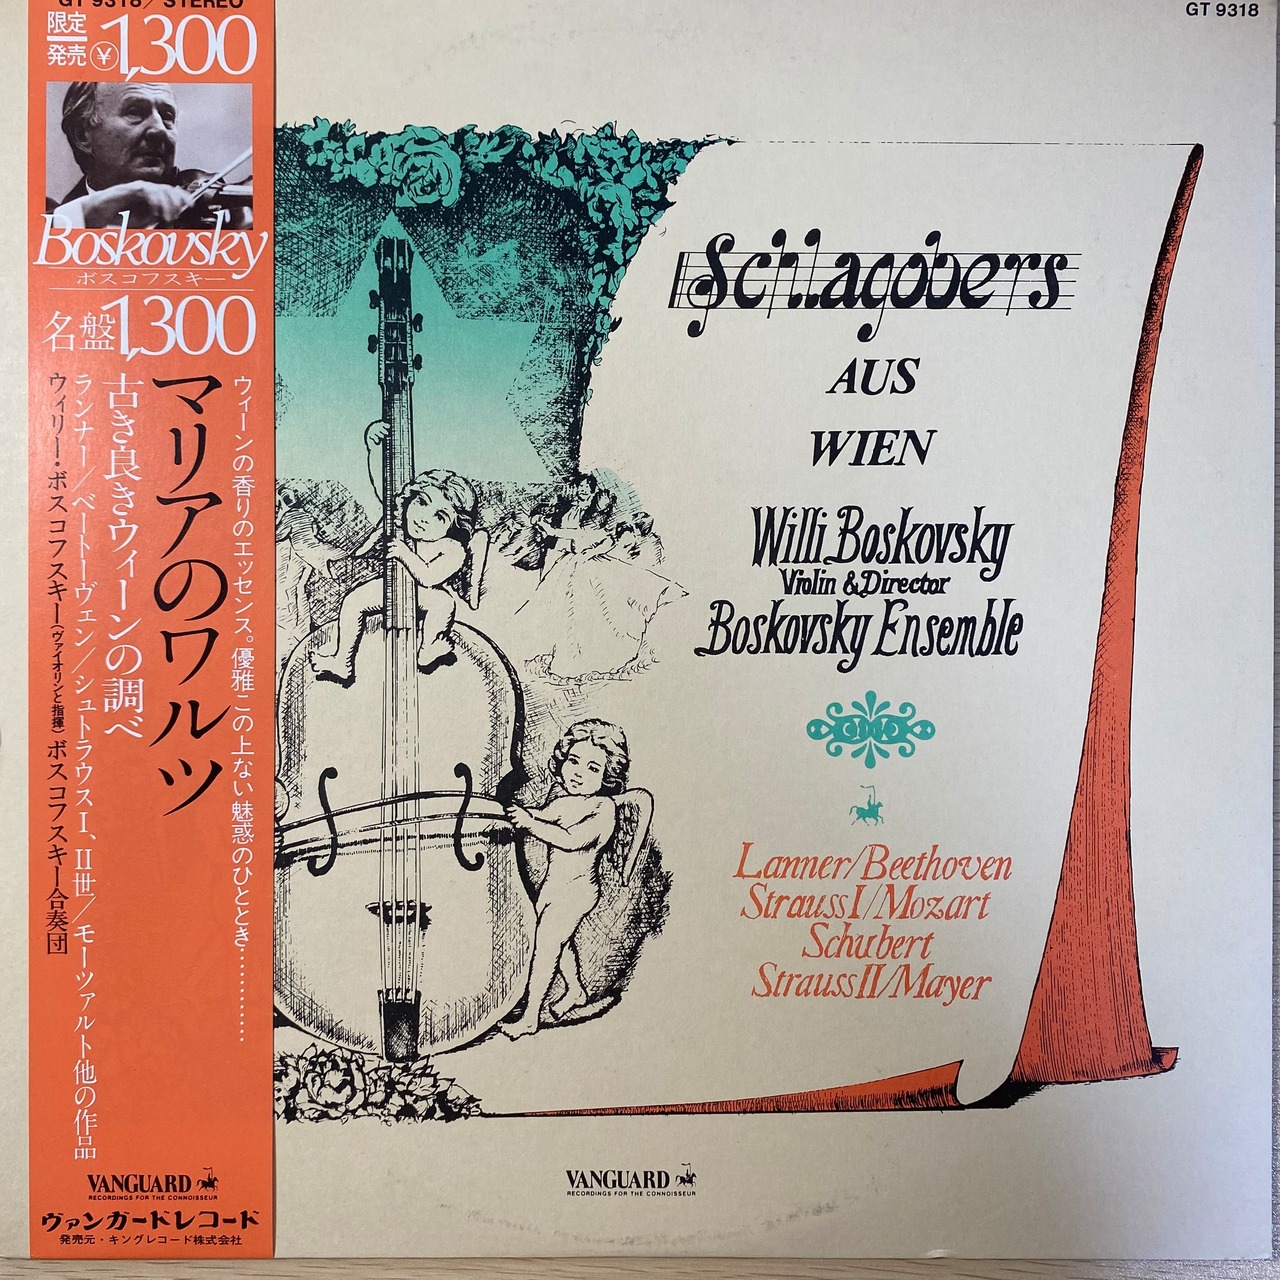 GT 9318/STEREO
限定
発売 ¥1,300
Boskovsky
ボスコフスキー
名盤1,300
ウィーンの香りのエッセンス。優雅この上ない魅惑のひととき…………
マリアのワルツ
古き良きウィーンの調べ
ランナー/ベートーヴェン/シュトラウスI、II世/モーツァルト他の作品
ウィリー・ボスコフスキー(ヴァイオリンと指揮)ボスコフスキー合奏団
VANGUARD
RECORDINGS FOR THE CONNOISSEUR
ヴァンガードレコード
発売元・キングレコード株式会社
GT 9318
Schlagobers
AUS
WIEN
Willi Boskovsky
Violin & Director
Boskovsky Ensemble
Lanner/Beethoven
Strauss I/Mozart
Schubert
Strauss II/Mayer
VANGUARD
RECORDINGS FOR THE CONNOISSEUR